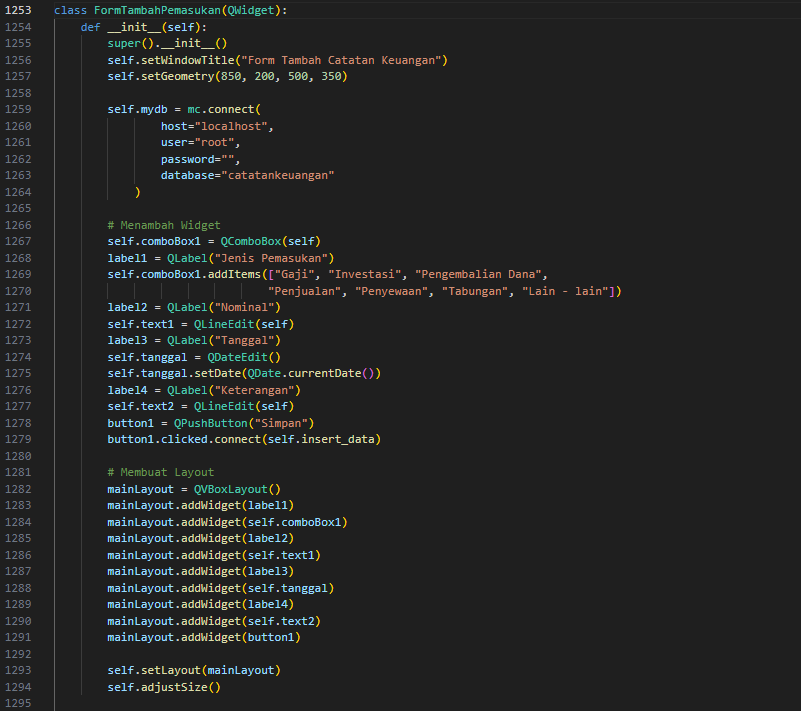 1253 class FormTambahPemasukan(QWidget):
1254     def __init__(self):
1255         super().__init__()
1256         self.setWindowTitle("Form Tambah Catatan Keuangan")
1257         self.setGeometry(850, 200, 500, 350)
1258
1259         self.mydb = mc.connect(
1260                 host="localhost",
1261                 user="root",
1262                 password="",
1263                 database="catatankeuangan"
1264             )
1265
1266         # Menambah Widget
1267         self.comboBox1 = QComboBox(self)
1268         label1 = QLabel("Jenis Pemasukan")
1269         self.comboBox1.addItems(["Gaji", "Investasi", "Pengembalian Dana",
1270                                 "Penjualan", "Penyewaan", "Tabungan", "Lain - lain"])
1271         label2 = QLabel("Nominal")
1272         self.text1 = QLineEdit(self)
1273         label3 = QLabel("Tanggal")
1274         self.tanggal = QDateEdit()
1275         self.tanggal.setDate(QDate.currentDate())
1276         label4 = QLabel("Keterangan")
1277         self.text2 = QLineEdit(self)
1278         button1 = QPushButton("Simpan")
1279         button1.clicked.connect(self.insert_data)
1280
1281         # Membuat Layout
1282         mainLayout = QVBoxLayout()
1283         mainLayout.addWidget(label1)
1284         mainLayout.addWidget(self.comboBox1)
1285         mainLayout.addWidget(label2)
1286         mainLayout.addWidget(self.text1)
1287         mainLayout.addWidget(label3)
1288         mainLayout.addWidget(self.tanggal)
1289         mainLayout.addWidget(label4)
1290         mainLayout.addWidget(self.text2)
1291         mainLayout.addWidget(button1)
1292
1293         self.setLayout(mainLayout)
1294         self.adjustSize()
1295